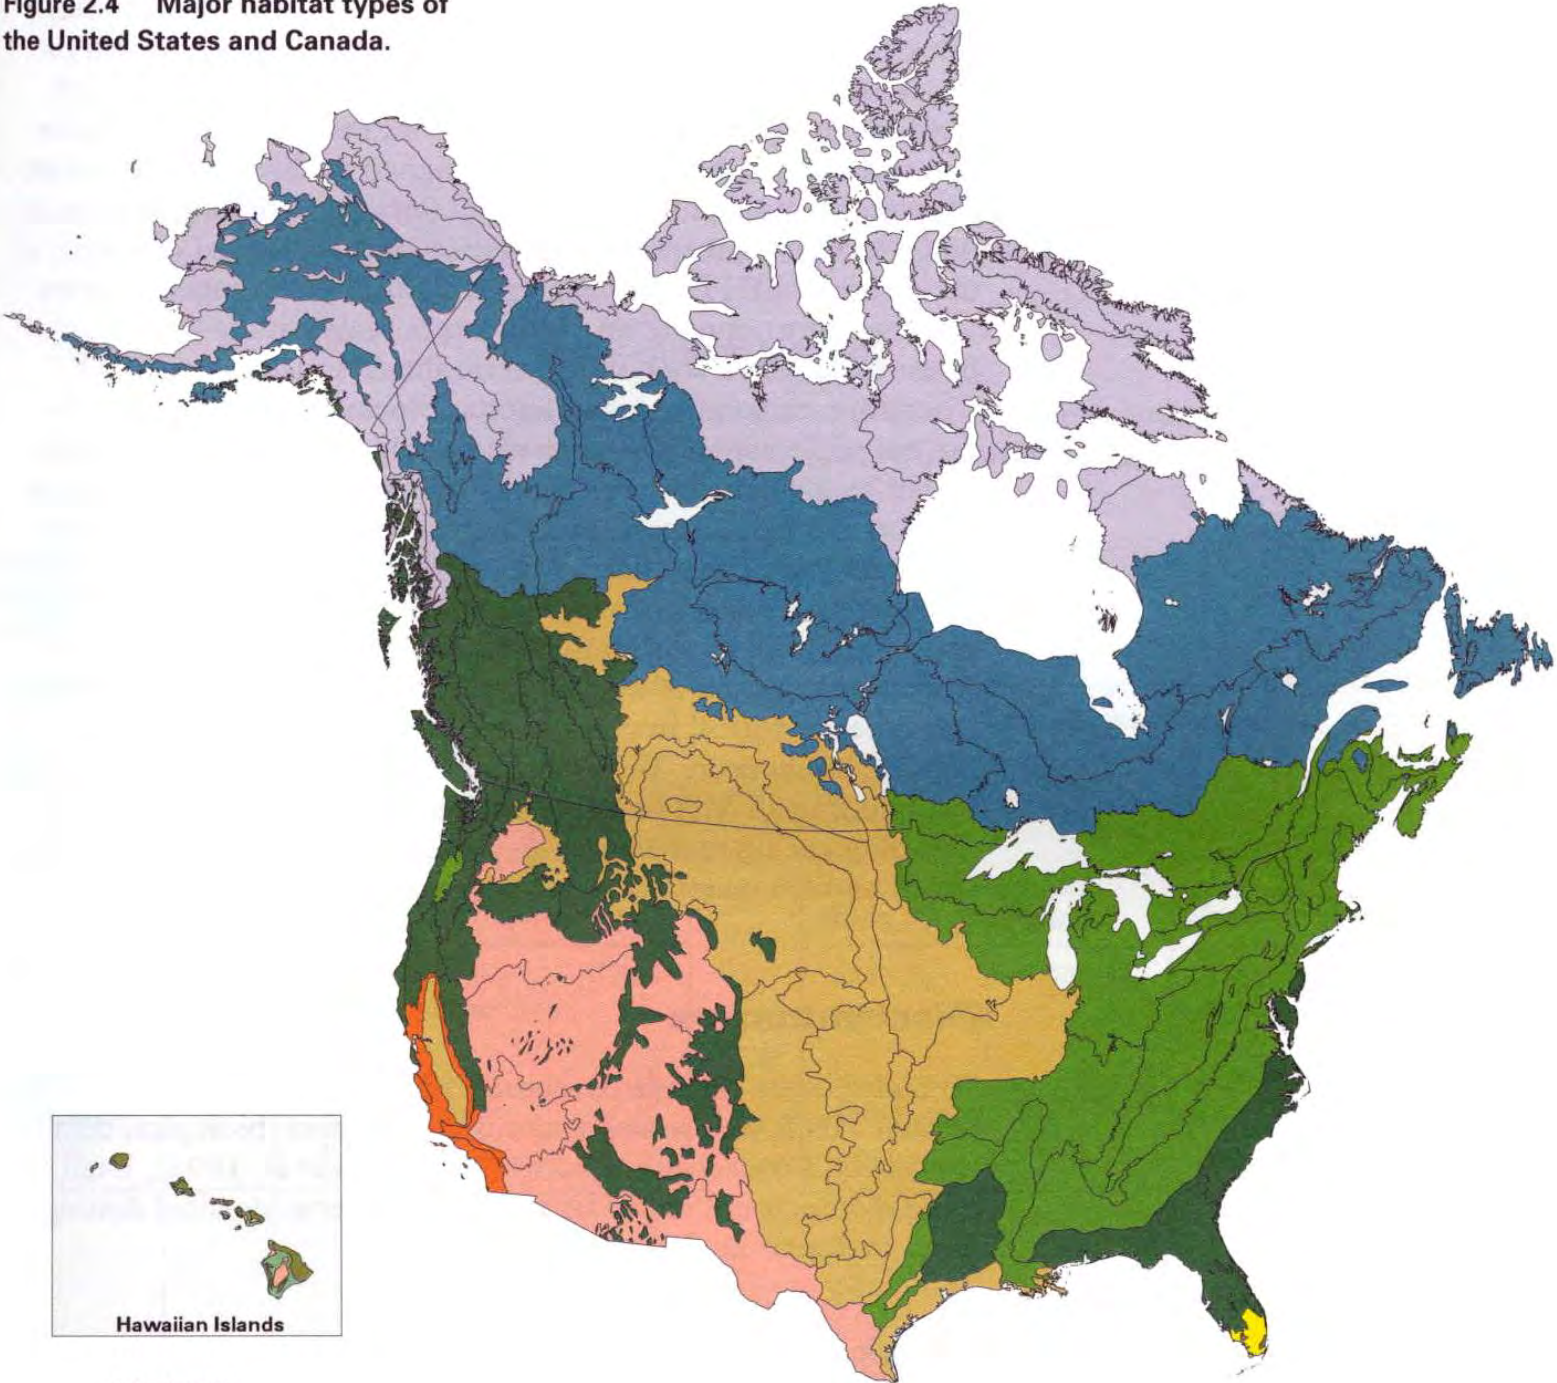 Figure 2.4 Major habitat types of
the United States and Canada.
Hawaiian Islands